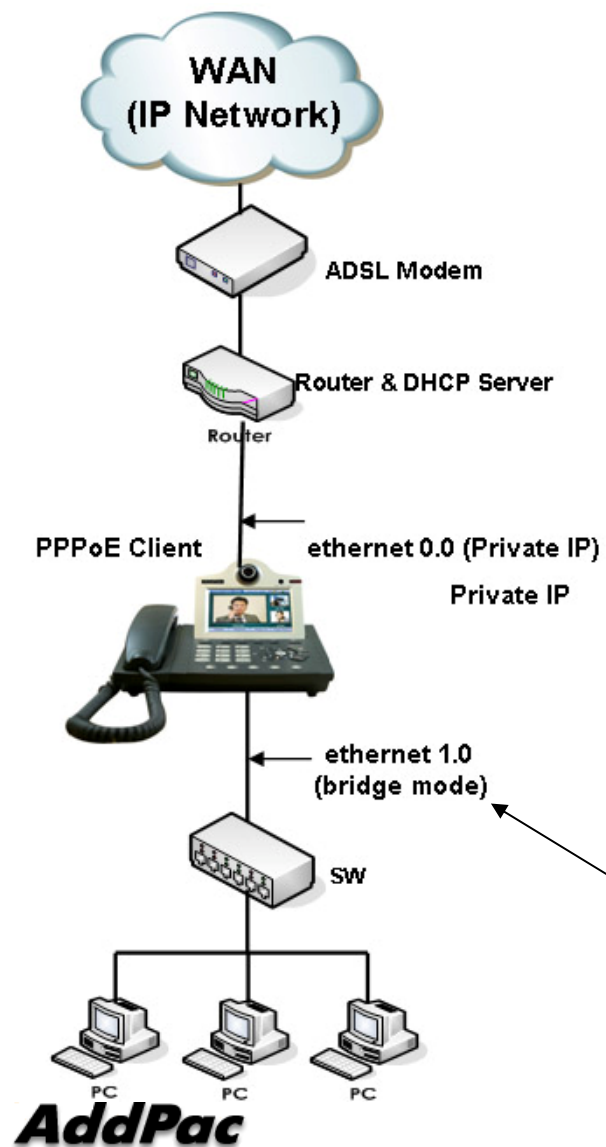 WAN
(IP Network)
ADSL Modem
Router & DHCP Server
Router
PPPoE Client
ethernet 0.0 (Private IP)
Private IP
ethernet 1.0
(bridge mode)
SW
PC
PC
PC
AddPac